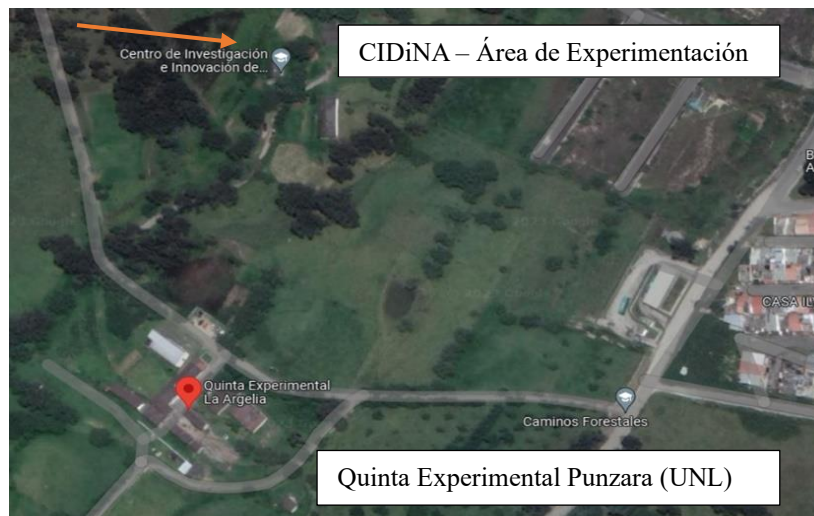 Centro de Investigación
e Innovación de...
CIDiNA – Área de Experimentación
CASA IL
Quinta Experimental
La Argelia
Caminos Forestales
Quinta Experimental Punzara (UNL)